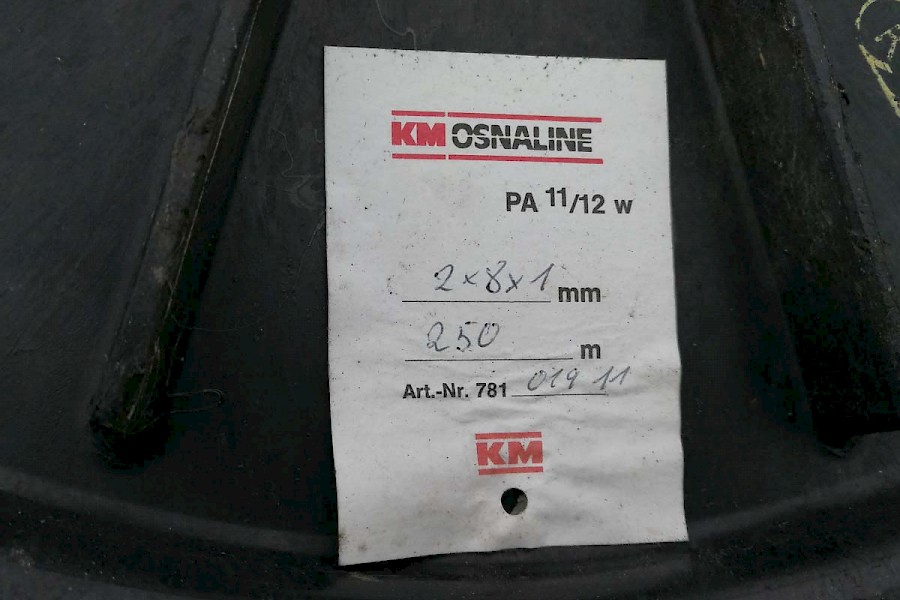 KM OSNALINE
PA 11/12 w
2×8×1 mm
250 m
Art.-Nr. 781 019 11
KM